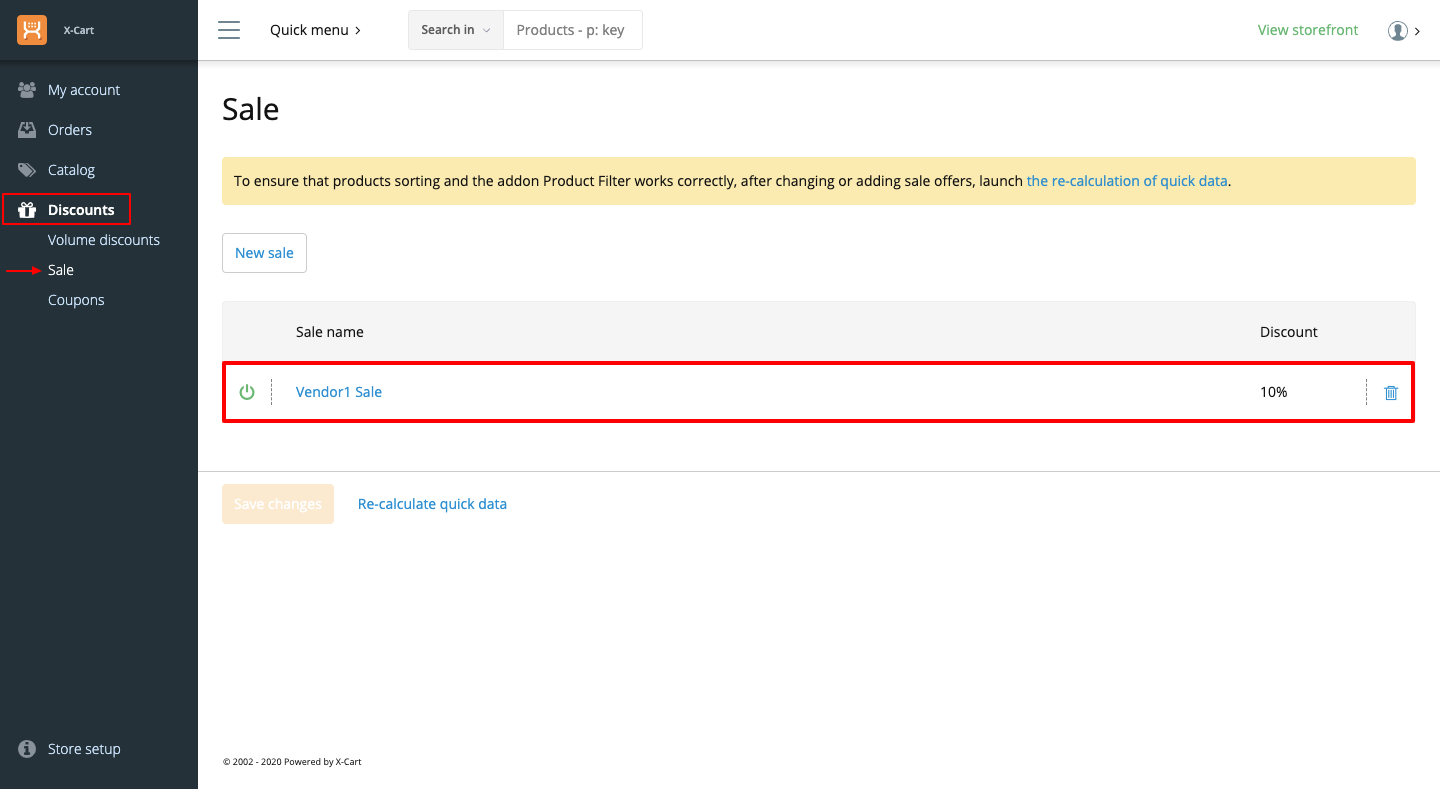 X-Cart
Quick menu
Search in
Products - p: key
View storefront
My account
Orders
Catalog
Discounts
Volume discounts
Sale
Coupons
Store setup
Sale
To ensure that products sorting and the addon Product Filter works correctly, after changing or adding sale offers, launch the re-calculation of quick data.
New sale
Sale name Discount
Vendor1 Sale 10%
Save changes Re-calculate quick data
© 2002 - 2020 Powered by X-Cart